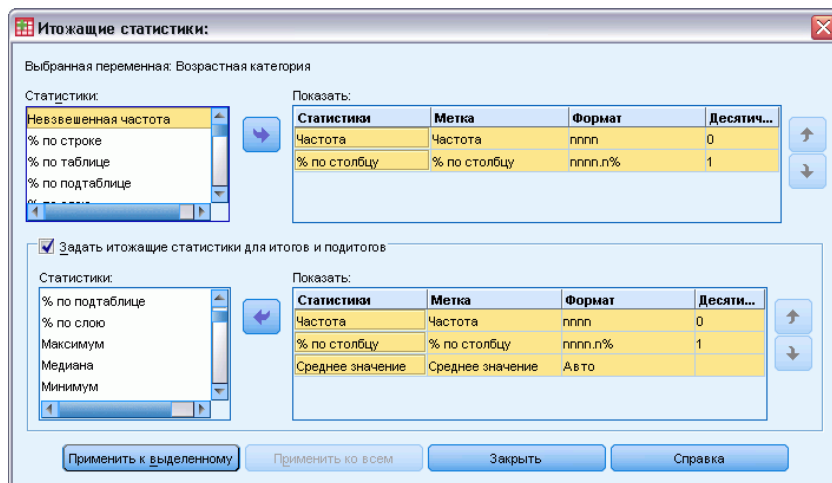 Итожащие статистики:
Выбранная переменная: Возрастная категория
Статистики:
Невзвешенная частота
% по строке
% по таблице
% по подтаблице
% по слою
Показать:
Статистики Метка Формат Десятич...
Частота Частота nnnn 0
% по столбцу % по столбцу nnnn.n% 1
Задать итожащие статистики для итогов и подитогов
Статистики:
% по подтаблице
% по слою
Максимум
Медиана
Минимум
Показать:
Статистики Метка Формат Десяти...
Частота Частота nnnn 0
% по столбцу % по столбцу nnnn.n% 1
Среднее значение Среднее значение Авто
Применить к выделенному Применить ко всем Закрыть Справка